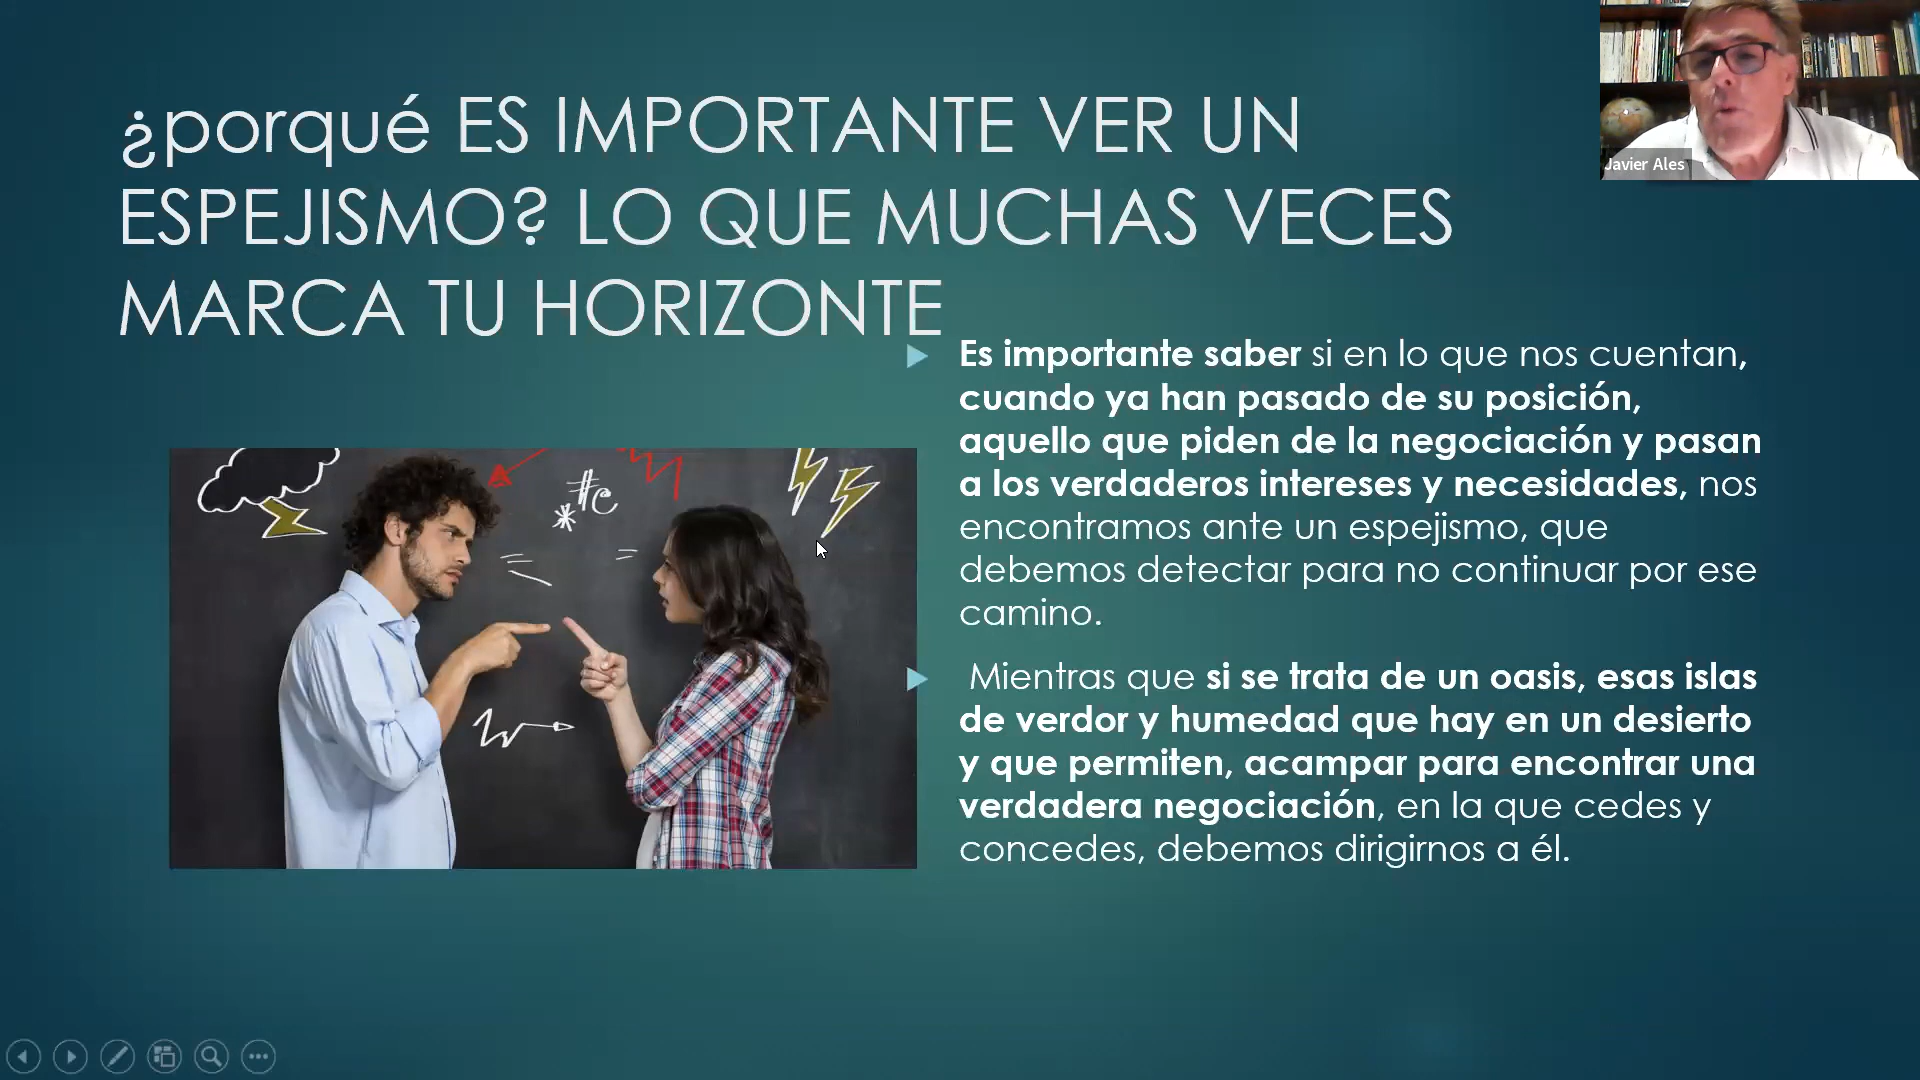 ¿porqué ES IMPORTANTE VER UN
ESPEJISMO? LO QUE MUCHAS VECES
MARCA TU HORIZONTE
Javier Ales
Es importante saber si en lo que nos cuentan,
cuando ya han pasado de su posición,
aquello que piden de la negociación y pasan
a los verdaderos intereses y necesidades, nos
encontramos ante un espejismo, que
debemos detectar para no continuar por ese
camino.
Mientras que si se trata de un oasis, esas islas
de verdor y humedad que hay en un desierto
y que permiten, acampar para encontrar una
verdadera negociación, en la que cedes y
concedes, debemos dirigirnos a él.